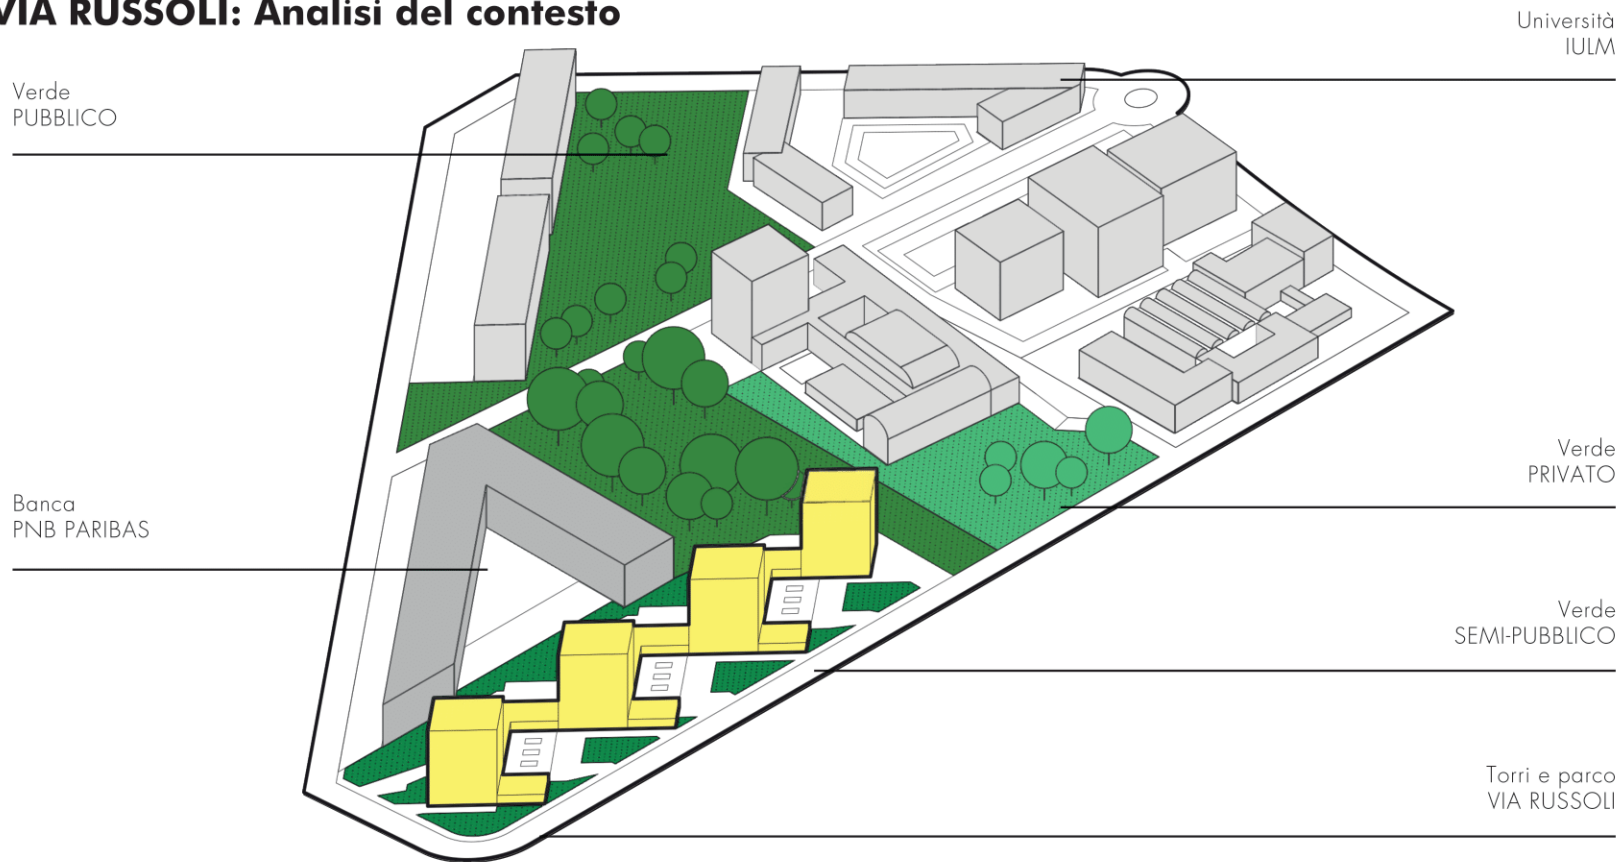 VIA RUSSOLI: Analisi del contesto
Università
IULM
Verde
PUBBLICO
Verde
PRIVATO
Banca
PNB PARIBAS
Verde
SEMI-PUBBLICO
Torri e parco
VIA RUSSOLI